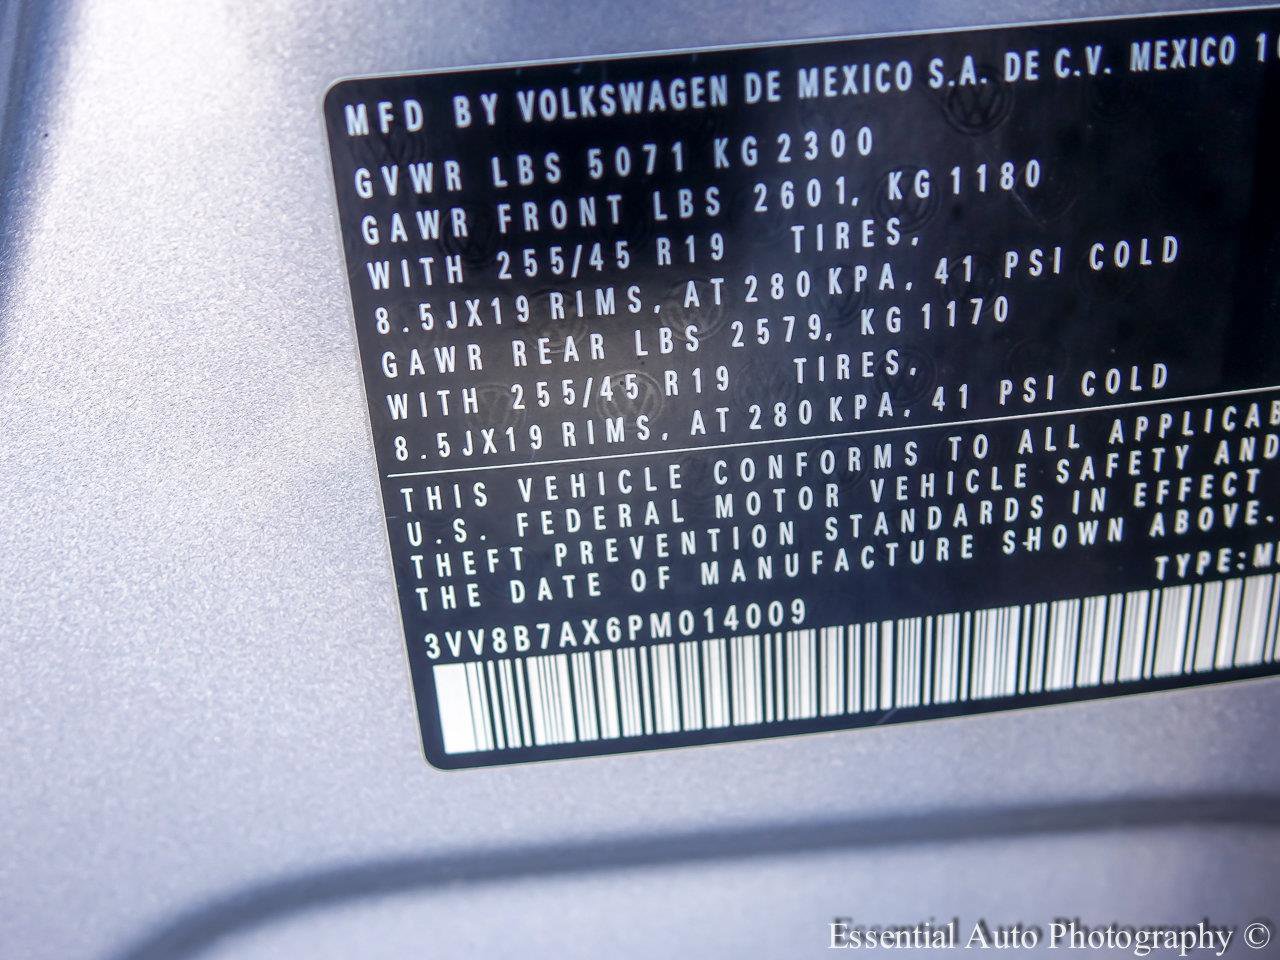 MFD BY VOLKSWAGEN DE MEXICO S.A. DE C.V. MEXICO
GVWR LBS 5071 KG 2300
GAWR FRONT LBS 2601, KG 1180
WITH 255/45 R19 TIRES,
8.5JX19 RIMS, AT 280 KPA, 41 PSI COLD
GAWR REAR LBS 2579, KG 1170
WITH 255/45 R19 TIRES,
8.5JX19 RIMS, AT 280 KPA, 41 PSI COLD
THIS VEHICLE CONFORMS TO ALL APPLICAB
U.S. FEDERAL MOTOR VEHICLE SAFETY AND
THEFT PREVENTION STANDARDS IN EFFECT
THE DATE OF MANUFACTURE SHOWN ABOVE.
TYPE:M
3VV8B7AX6PM014009
Essential Auto Photography ©